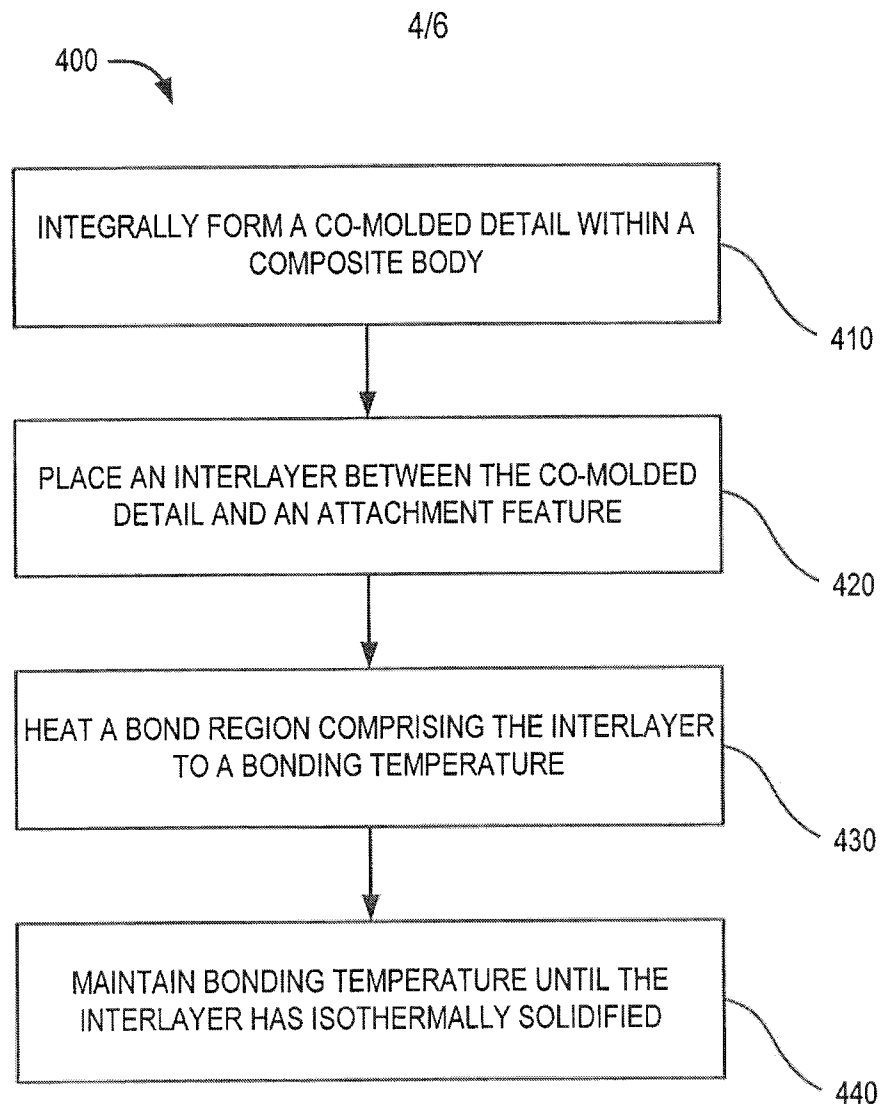 4/6
400
INTEGRALLY FORM A CO-MOLDED DETAIL WITHIN A
COMPOSITE BODY
410
PLACE AN INTERLAYER BETWEEN THE CO-MOLDED
DETAIL AND AN ATTACHMENT FEATURE
420
HEAT A BOND REGION COMPRISING THE INTERLAYER
TO A BONDING TEMPERATURE
430
MAINTAIN BONDING TEMPERATURE UNTIL THE
INTERLAYER HAS ISOTHERMALLY SOLIDIFIED
440